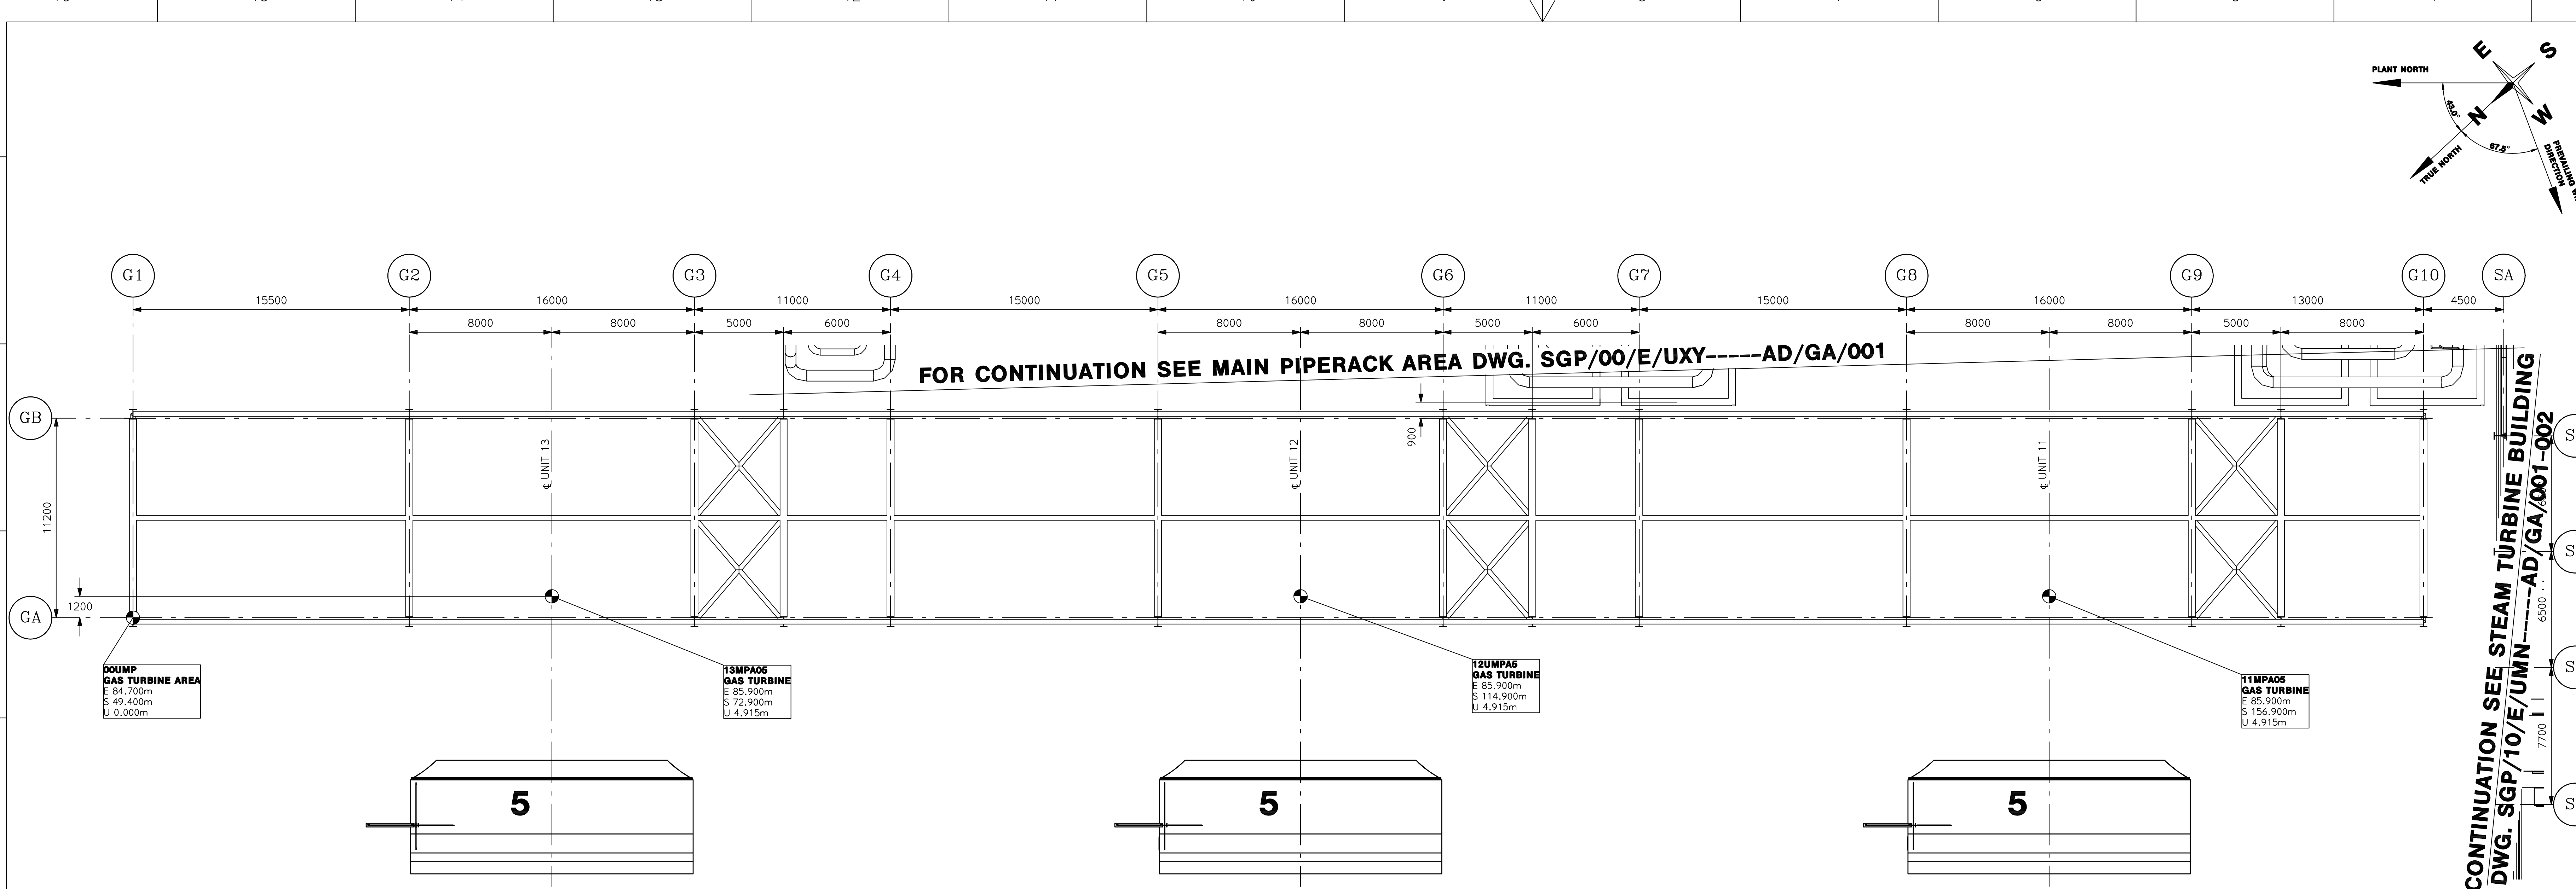 E
S
PLANT NORTH
43.0°
N
W
67.5°
TRUE NORTH
PREVAILING
DIRECTION
G1
G2
G3
G4
G5
G6
G7
G8
G9
G10
SA
15500
16000
11000
15000
16000
11000
15000
16000
13000
4500
8000
8000
5000
6000
8000
8000
5000
6000
8000
8000
5000
8000
FOR CONTINUATION SEE MAIN PIPERACK AREA DWG. SGP/00/E/UXY-----AD/GA/001
GB
900
UNIT 13
UNIT 12
UNIT 11
11200
GA
1200
00UMP
GAS TURBINE AREA
E 84.700m
S 49.400m
U 0.000m
13MPA05
GAS TURBINE
E 85.900m
S 72.900m
U 4.915m
12UMPA5
GAS TURBINE
E 85.900m
S 114.900m
U 4.915m
11MPA05
GAS TURBINE
E 85.900m
S 156.900m
U 4.915m
CONTINUATION SEE STEAM TURBINE BUILDING
DWG. SGP/10/E/UMN-----AD/GA/001-002
6500
7700
5
5
5